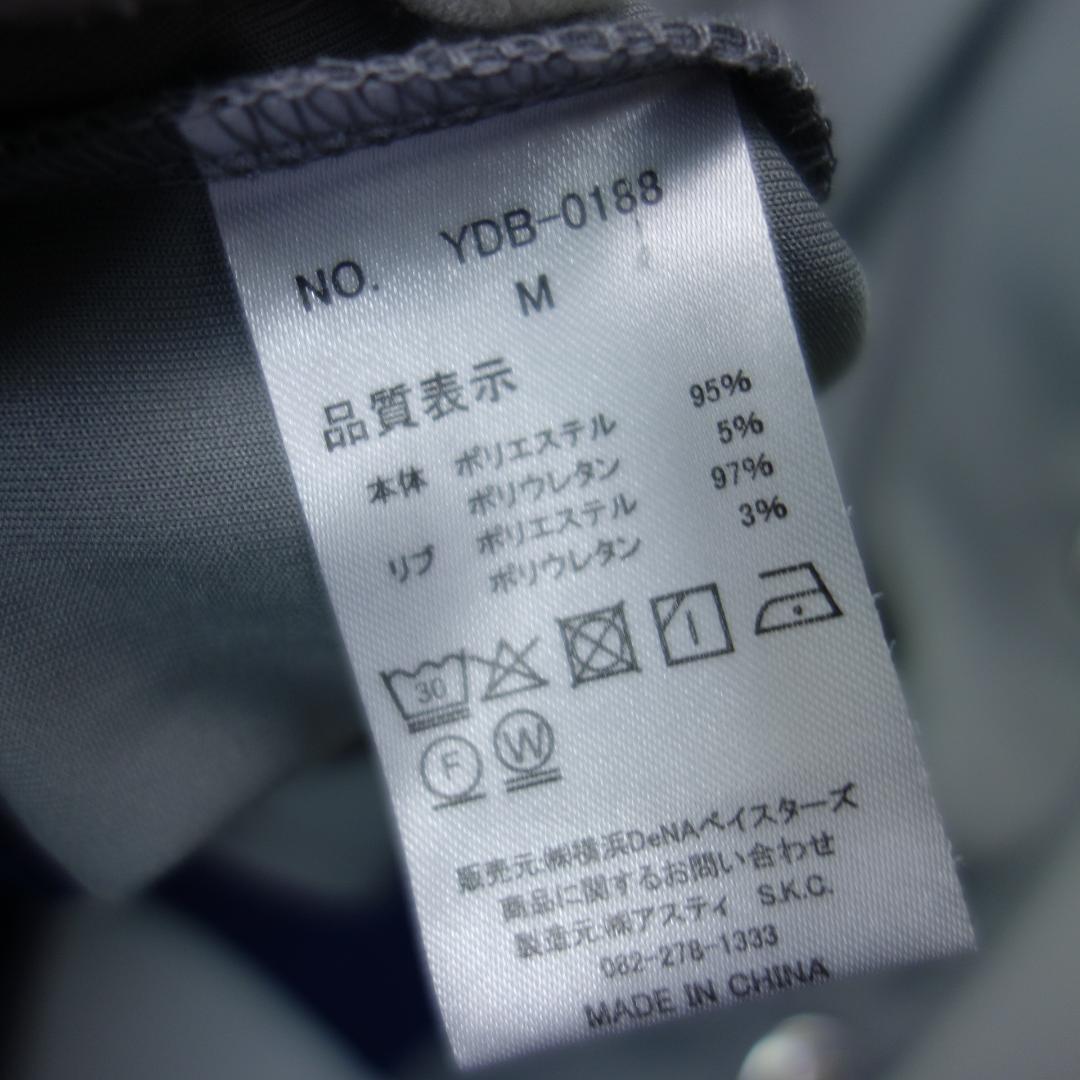 NO. YDB-0188
M
品質表示
本体 ポリエステル 95%
ポリウレタン 5%
リブ ポリエステル 97%
ポリウレタン 3%
30
F W
販売元:㈱横浜DeNAベイスターズ
商品に関するお問い合わせ
製造元:㈱アスティ S.K.C.
082-278-1333
MADE IN CHINA